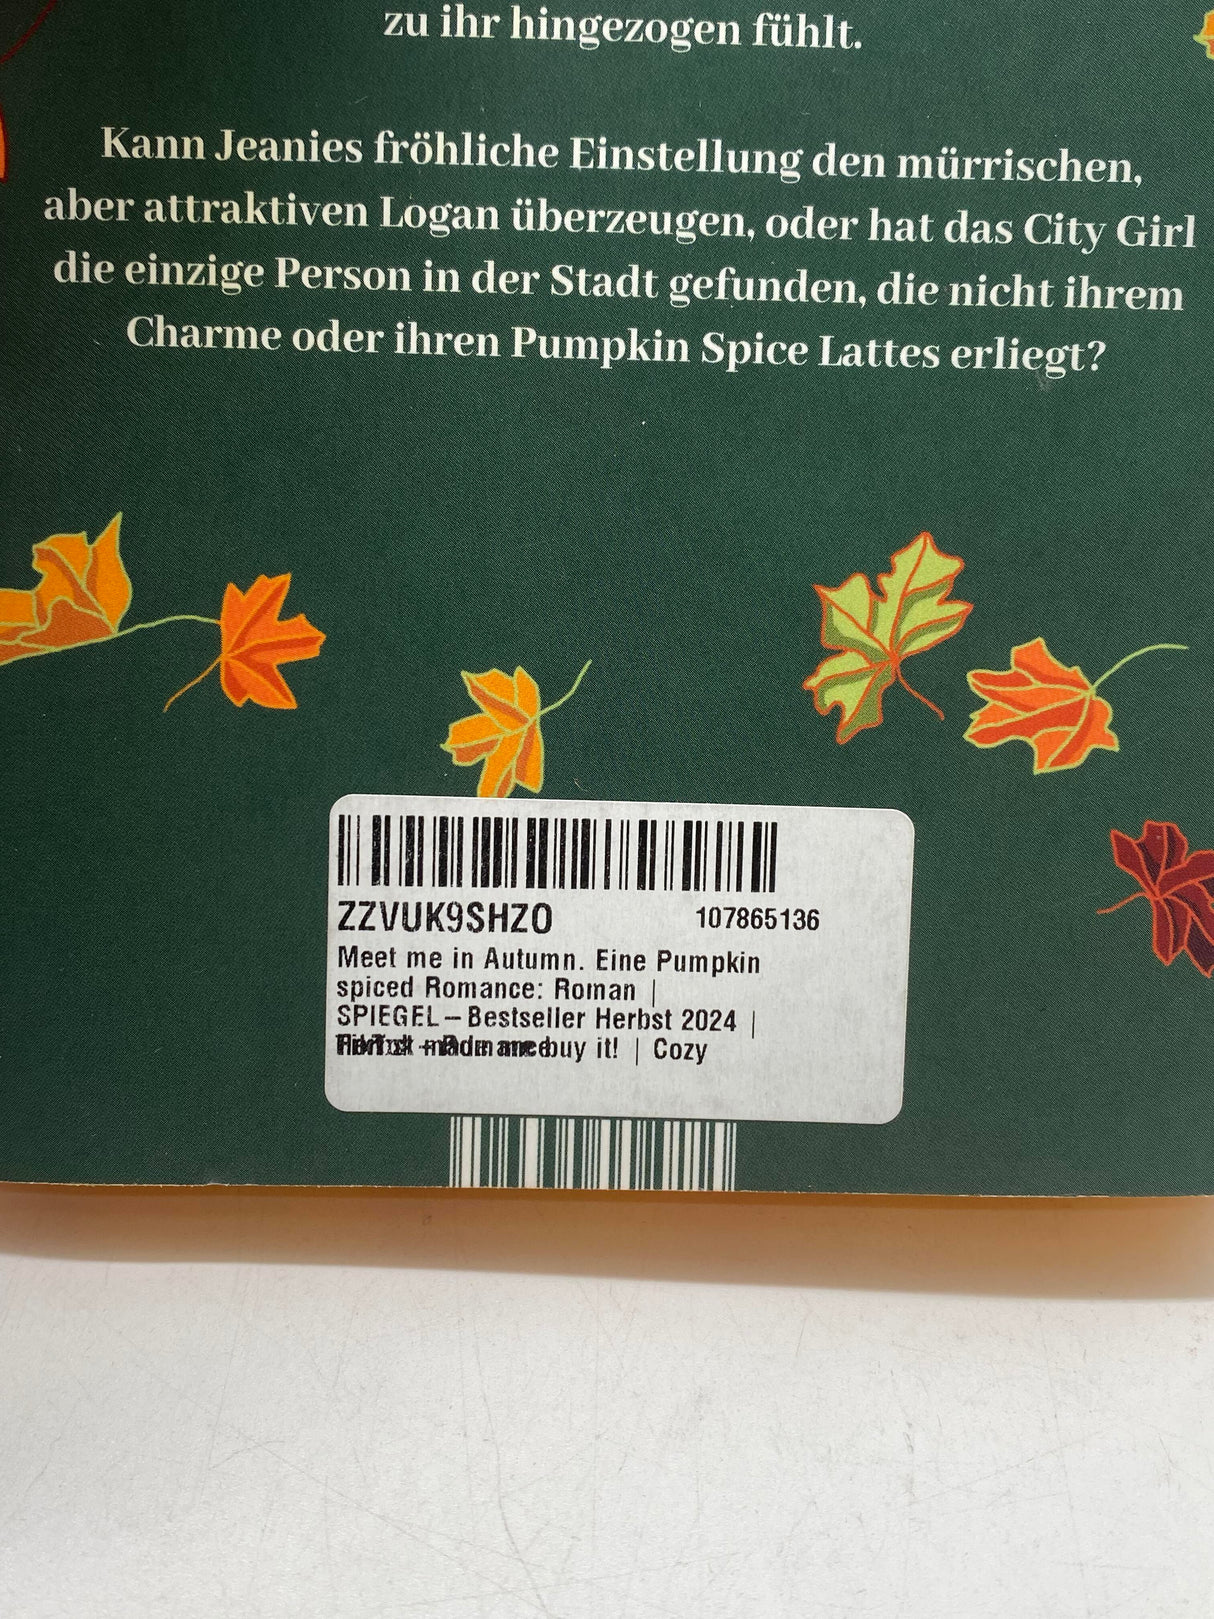 zu ihr hingezogen fühlt.
Kann Jeanies fröhliche Einstellung den mürrischen,
aber attraktiven Logan überzeugen, oder hat das City Girl
die einzige Person in der Stadt gefunden, die nicht ihrem
Charme oder ihren Pumpkin Spice Lattes erliegt?
ZZVUK9SHZO 107865136
Meet me in Autumn. Eine Pumpkin
spiced Romance: Roman |
SPIEGEL-Bestseller Herbst 2024 |
buy it! | Cozy